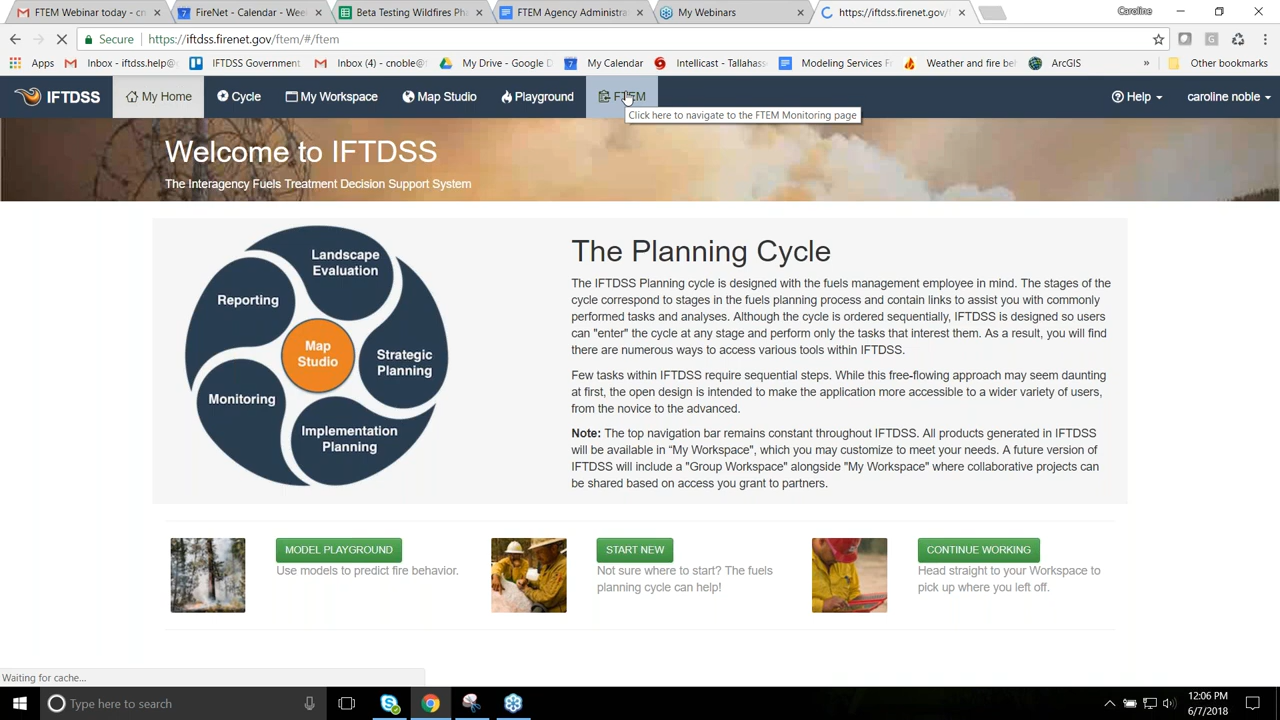 FTEM Webinar today - cn
FireNet - Calendar - Wee
Beta Testing Wildfires Ph
FTEM Agency Administra
My Webinars
https://iftdss.firenet.gov/
Caroline
Secure
https://iftdss.firenet.gov/ftem/#/ftem
Apps
Inbox - iftdss.help@
IFTDSS Government
Inbox (4) - cnoble@
My Drive - Google D
My Calendar
Intellicast - Tallahass
Modeling Services F
Weather and fire be
ArcGIS
»
Other bookmarks
IFTDSS
My Home
Cycle
My Workspace
Map Studio
Playground
FTEM
Help
caroline noble
Click here to navigate to the FTEM Monitoring page
Welcome to IFTDSS
The Interagency Fuels Treatment Decision Support System
Landscape
Evaluation
Reporting
Map
Studio
Strategic
Planning
Monitoring
Implementation
Planning
The Planning Cycle
The IFTDSS Planning cycle is designed with the fuels management employee in mind. The stages of the
cycle correspond to stages in the fuels planning process and contain links to assist you with commonly
performed tasks and analyses. Although the cycle is ordered sequentially, IFTDSS is designed so users
can "enter" the cycle at any stage and perform only the tasks that interest them. As a result, you will find
there are numerous ways to access various tools within IFTDSS.
Few tasks within IFTDSS require sequential steps. While this free-flowing approach may seem daunting
at first, the open design is intended to make the application more accessible to a wider variety of users,
from the novice to the advanced.
Note: The top navigation bar remains constant throughout IFTDSS. All products generated in IFTDSS
will be available in “My Workspace", which you may customize to meet your needs. A future version of
IFTDSS will include a "Group Workspace" alongside "My Workspace" where collaborative projects can
be shared based on access you grant to partners.
MODEL PLAYGROUND
Use models to predict fire behavior.
START NEW
Not sure where to start? The fuels
planning cycle can help!
CONTINUE WORKING
Head straight to your Workspace to
pick up where you left off.
Waiting for cache...
Type here to search
12:06 PM
6/7/2018